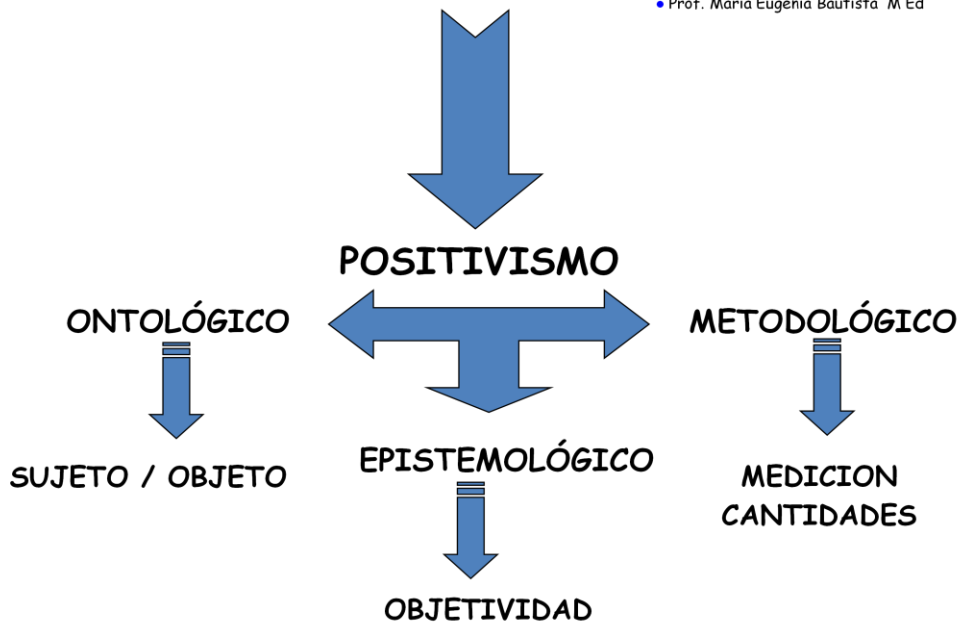 • Prof. María Eugenia Bautista M Ed
POSITIVISMO
ONTOLÓGICO
METODOLÓGICO
EPISTEMOLÓGICO
SUJETO / OBJETO
MEDICION
CANTIDADES
OBJETIVIDAD